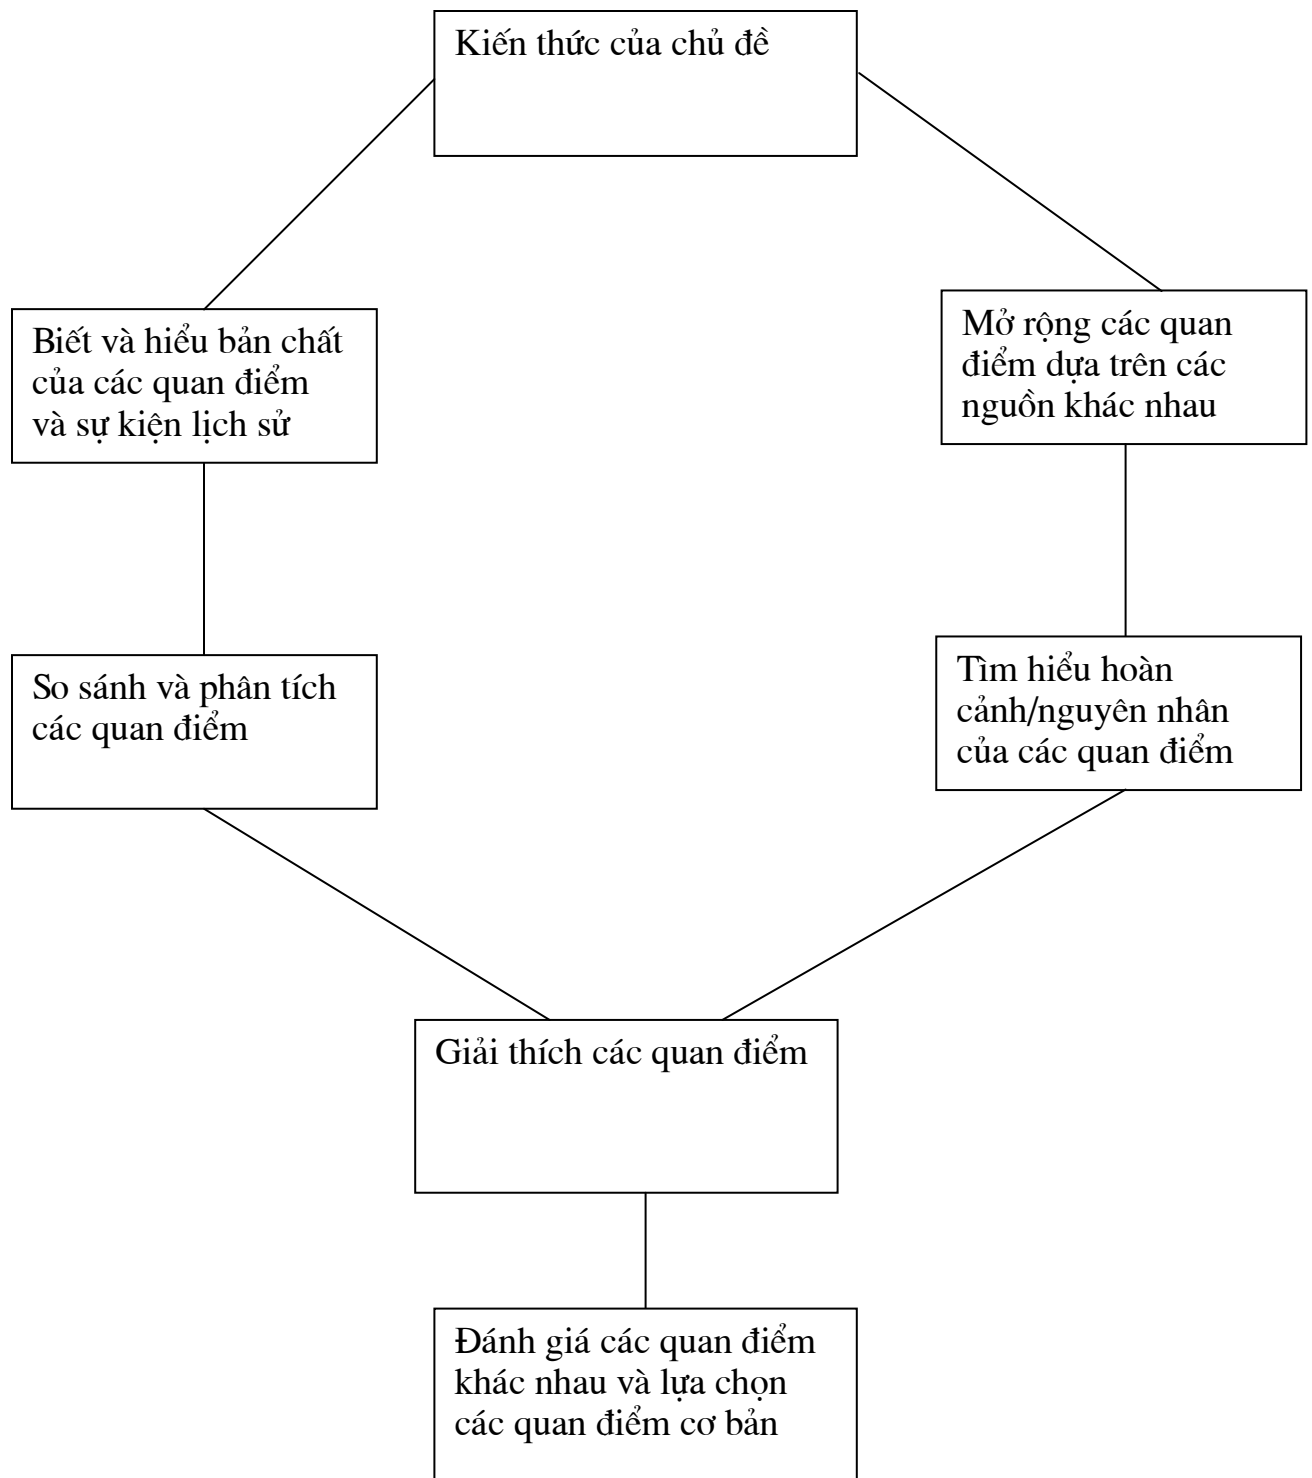 Kiến thức của chủ đề
Biết và hiểu bản chất
của các quan điểm
và sự kiện lịch sử
Mở rộng các quan
điểm dựa trên các
nguồn khác nhau
So sánh và phân tích
các quan điểm
Tìm hiểu hoàn
cảnh/nguyên nhân
của các quan điểm
Giải thích các quan điểm
Đánh giá các quan điểm
khác nhau và lựa chọn
các quan điểm cơ bản